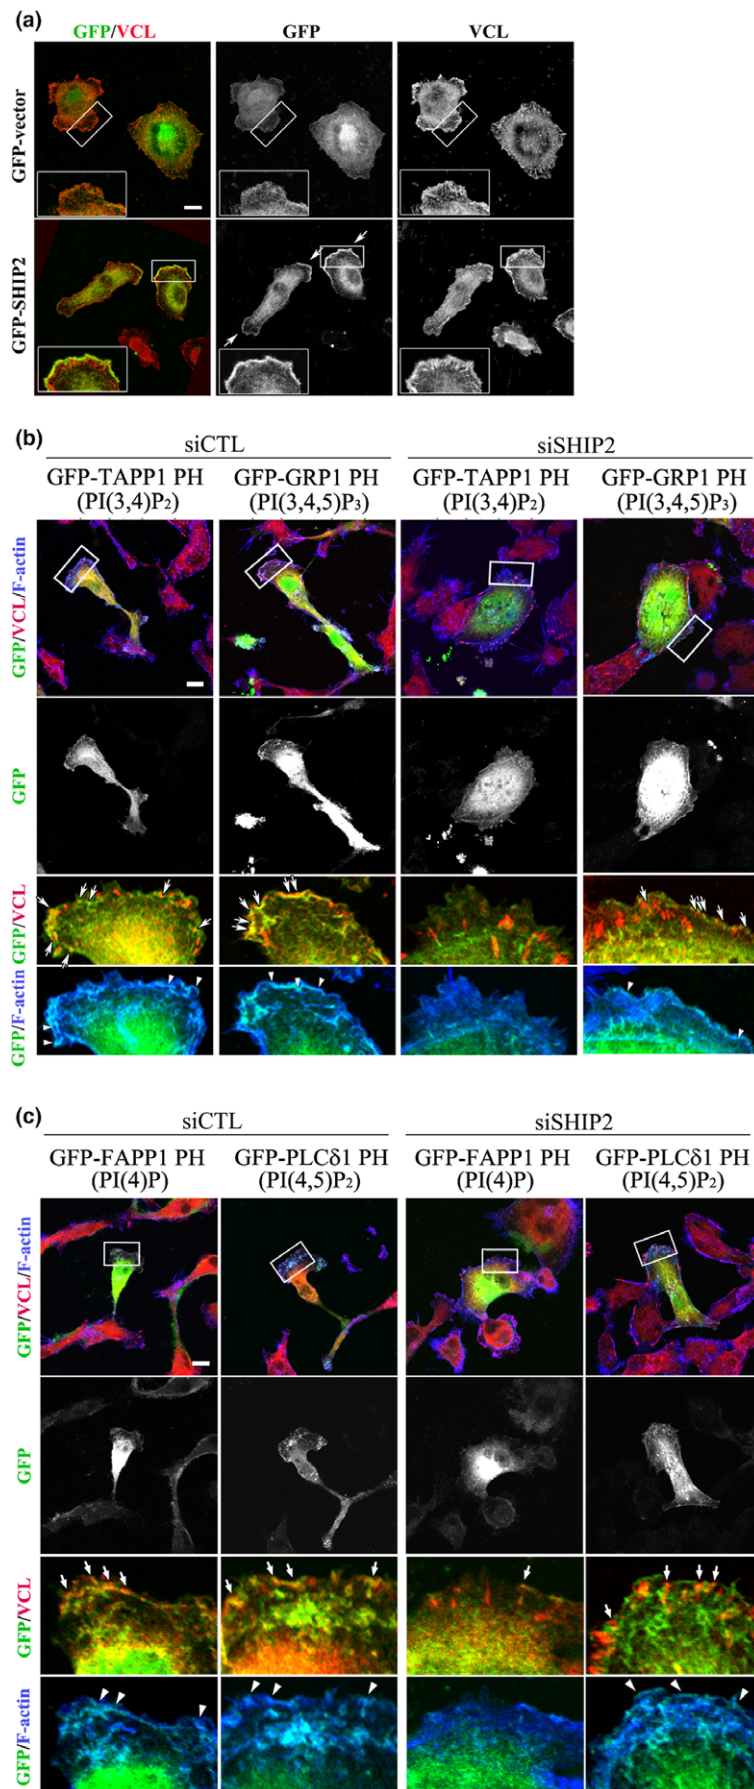 (a)
GFP/VCL GFP VCL
GFP-vector
GFP-SHIP2
(b)
siCTL siSHIP2
GFP-TAPP1 PH GFP-GRP1 PH GFP-TAPP1 PH GFP-GRP1 PH
(PI(3,4)P2) (PI(3,4,5)P3) (PI(3,4)P2) (PI(3,4,5)P3)
GFP/VCL/F-actin
GFP
GFP/VCL
GFP/F-actin
(c)
siCTL siSHIP2
GFP-FAPP1 PH GFP-PLCδ1 PH GFP-FAPP1 PH GFP-PLCδ1 PH
(PI(4)P) (PI(4,5)P2) (PI(4)P) (PI(4,5)P2)
GFP/VCL/F-actin
GFP
GFP/VCL
GFP/F-actin